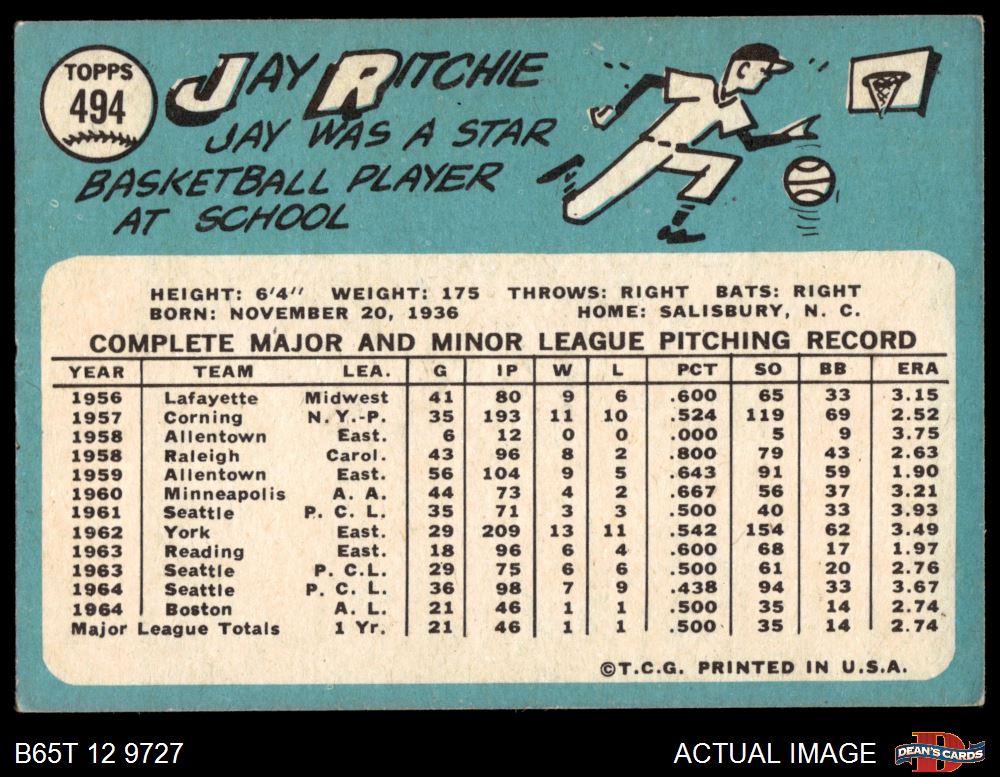 TOPPS
494
JAY RITCHIE
JAY WAS A STAR
BASKETBALL PLAYER
AT SCHOOL
HEIGHT: 6'4" WEIGHT: 175 THROWS: RIGHT BATS: RIGHT
BORN: NOVEMBER 20, 1936 HOME: SALISBURY, N. C.
COMPLETE MAJOR AND MINOR LEAGUE PITCHING RECORD
YEAR TEAM LEA. G IP W L PCT SO BB ERA
1956 Lafayette Midwest 41 80 9 6 .600 65 33 3.15
1957 Corning N.Y.-P. 35 193 11 10 .524 119 69 2.52
1958 Allentown East. 6 12 0 0 .000 5 9 3.75
1958 Raleigh Carol. 43 96 8 2 .800 79 43 2.63
1959 Allentown East. 56 104 9 5 .643 91 59 1.90
1960 Minneapolis A. A. 44 73 4 2 .667 56 37 3.21
1961 Seattle P. C. L. 35 71 3 3 .500 40 33 3.93
1962 York East. 29 209 13 11 .542 154 62 3.49
1963 Reading East. 18 96 6 4 .600 68 17 1.97
1963 Seattle P. C.L. 29 75 6 6 .500 61 20 2.76
1964 Seattle P. C. L. 36 98 7 9 .438 94 33 3.67
1964 Boston A. L. 21 46 1 1 .500 35 14 2.74
Major League Totals 1 Yr. 21 46 1 1 .500 35 14 2.74
©T.C.G. PRINTED IN U.S.A.
B65T 12 9727
ACTUAL IMAGE
D
DEAN'S CARDS